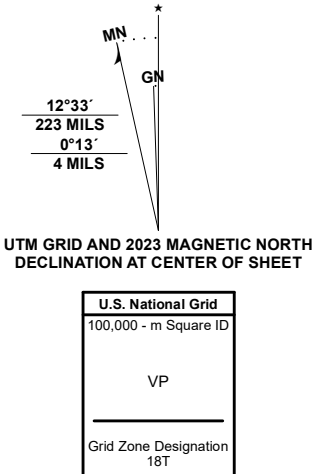 MN
GN
12°33´
223 MILS
0°13´
4 MILS
UTM GRID AND 2023 MAGNETIC NORTH
DECLINATION AT CENTER OF SHEET
U.S. National Grid
100,000 - m Square ID
VP
Grid Zone Designation
18T